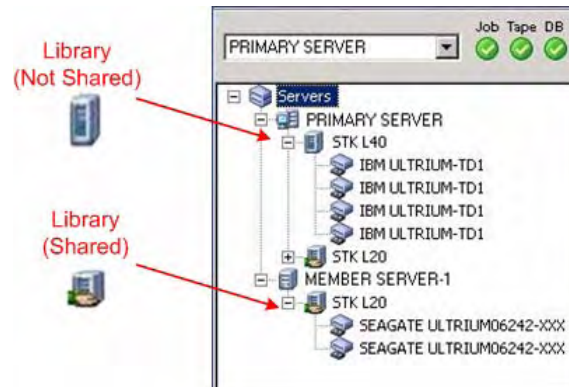 Library
(Not Shared)
Library
(Shared)
PRIMARY SERVER
Job Tape DB
Servers
PRIMARY SERVER
STK L40
IBM ULTRIUM-TD1
IBM ULTRIUM-TD1
IBM ULTRIUM-TD1
IBM ULTRIUM-TD1
STK L20
MEMBER SERVER-1
STK L20
SEAGATE ULTRIUM06242-XXX
SEAGATE ULTRIUM06242-XXX